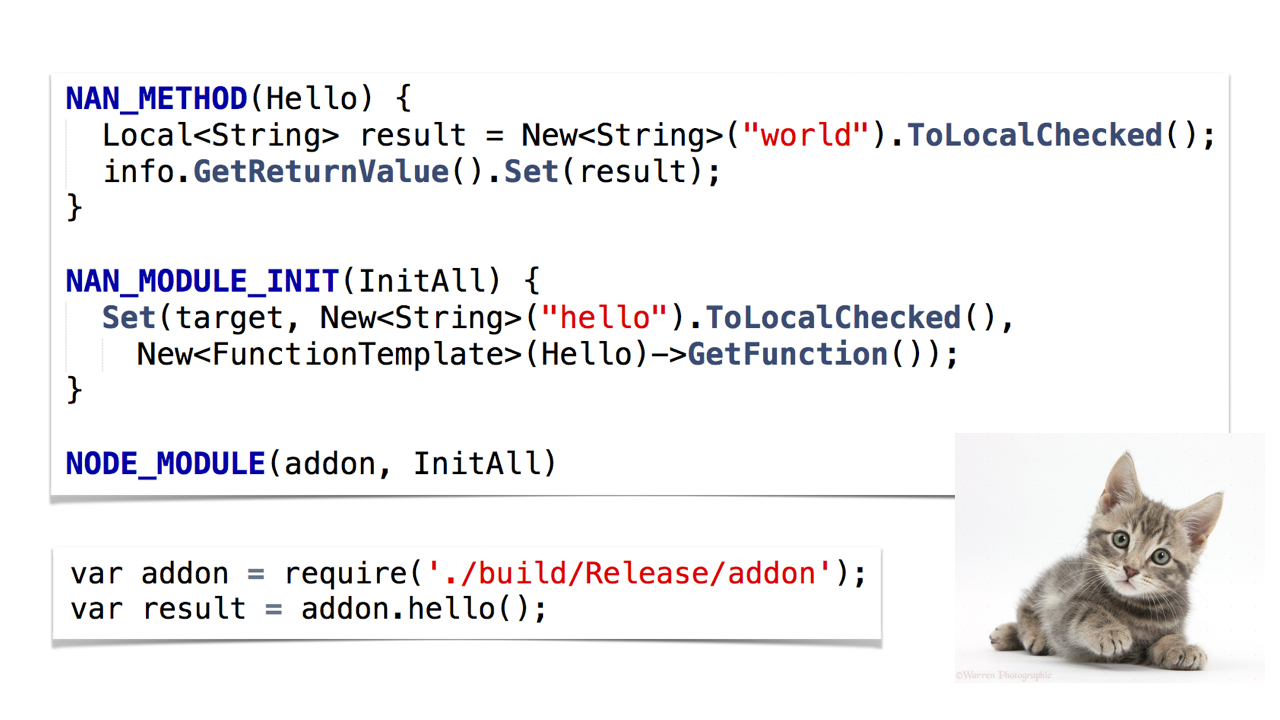 NAN_METHOD(Hello) {
  Local<String> result = New<String>("world").ToLocalChecked();
  info.GetReturnValue().Set(result);
}
NAN_MODULE_INIT(InitAll) {
  Set(target, New<String>("hello").ToLocalChecked(),
    New<FunctionTemplate>(Hello)->GetFunction());
}
NODE_MODULE(addon, InitAll)
var addon = require('./build/Release/addon');
var result = addon.hello();
©Warren Photographic